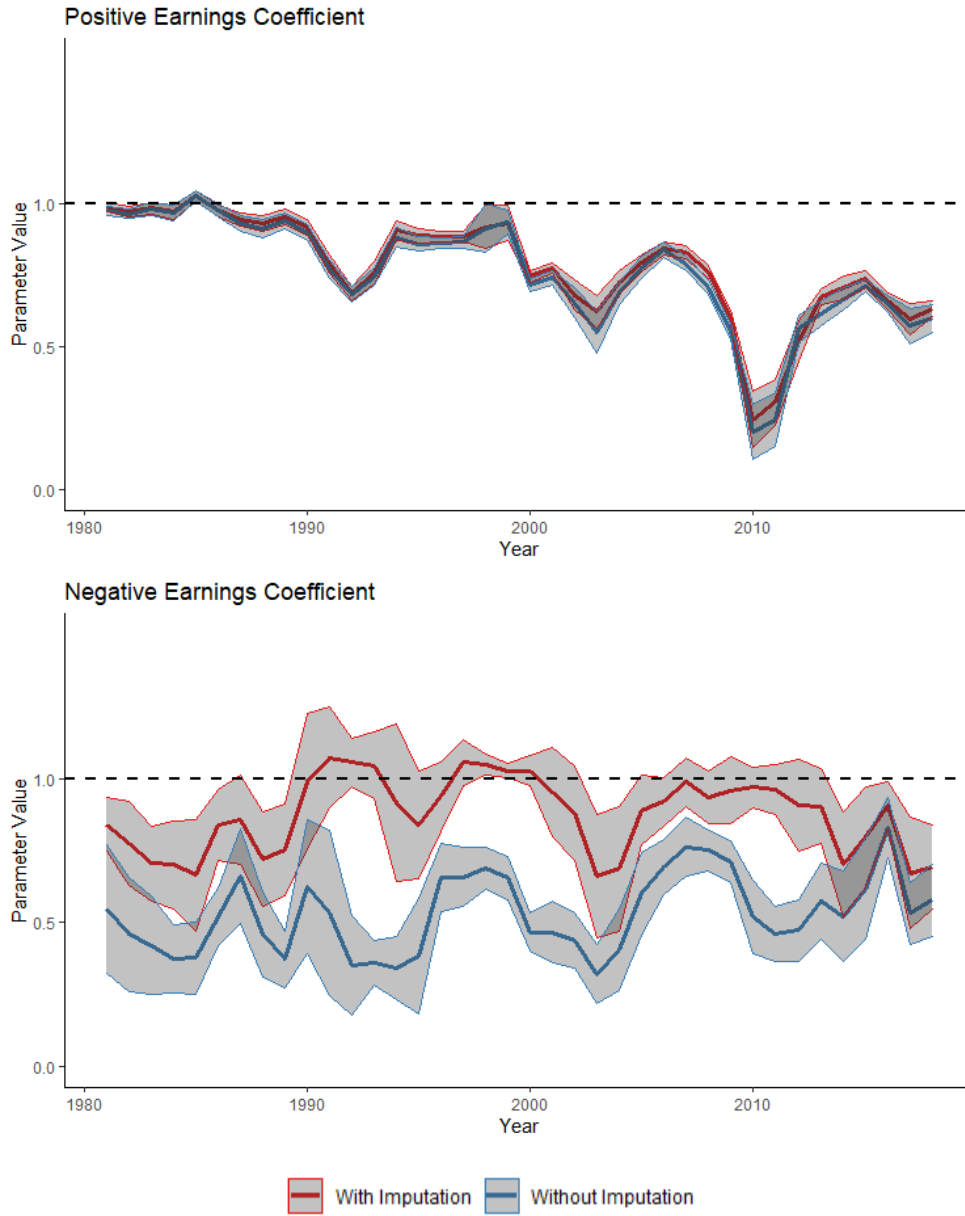 Positive Earnings Coefficient
Parameter Value
1.0
0.5
0.0
1980 1990 2000 2010
Year
Negative Earnings Coefficient
Parameter Value
1.0
0.5
0.0
1980 1990 2000 2010
Year
With Imputation Without Imputation